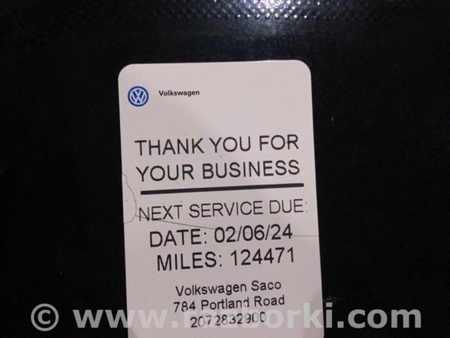 Volkswagen
THANK YOU FOR
YOUR BUSINESS
NEXT SERVICE DUE:
DATE: 02/06/24
MILES: 124471
Volkswagen Saco
784 Portland Road
2072832900